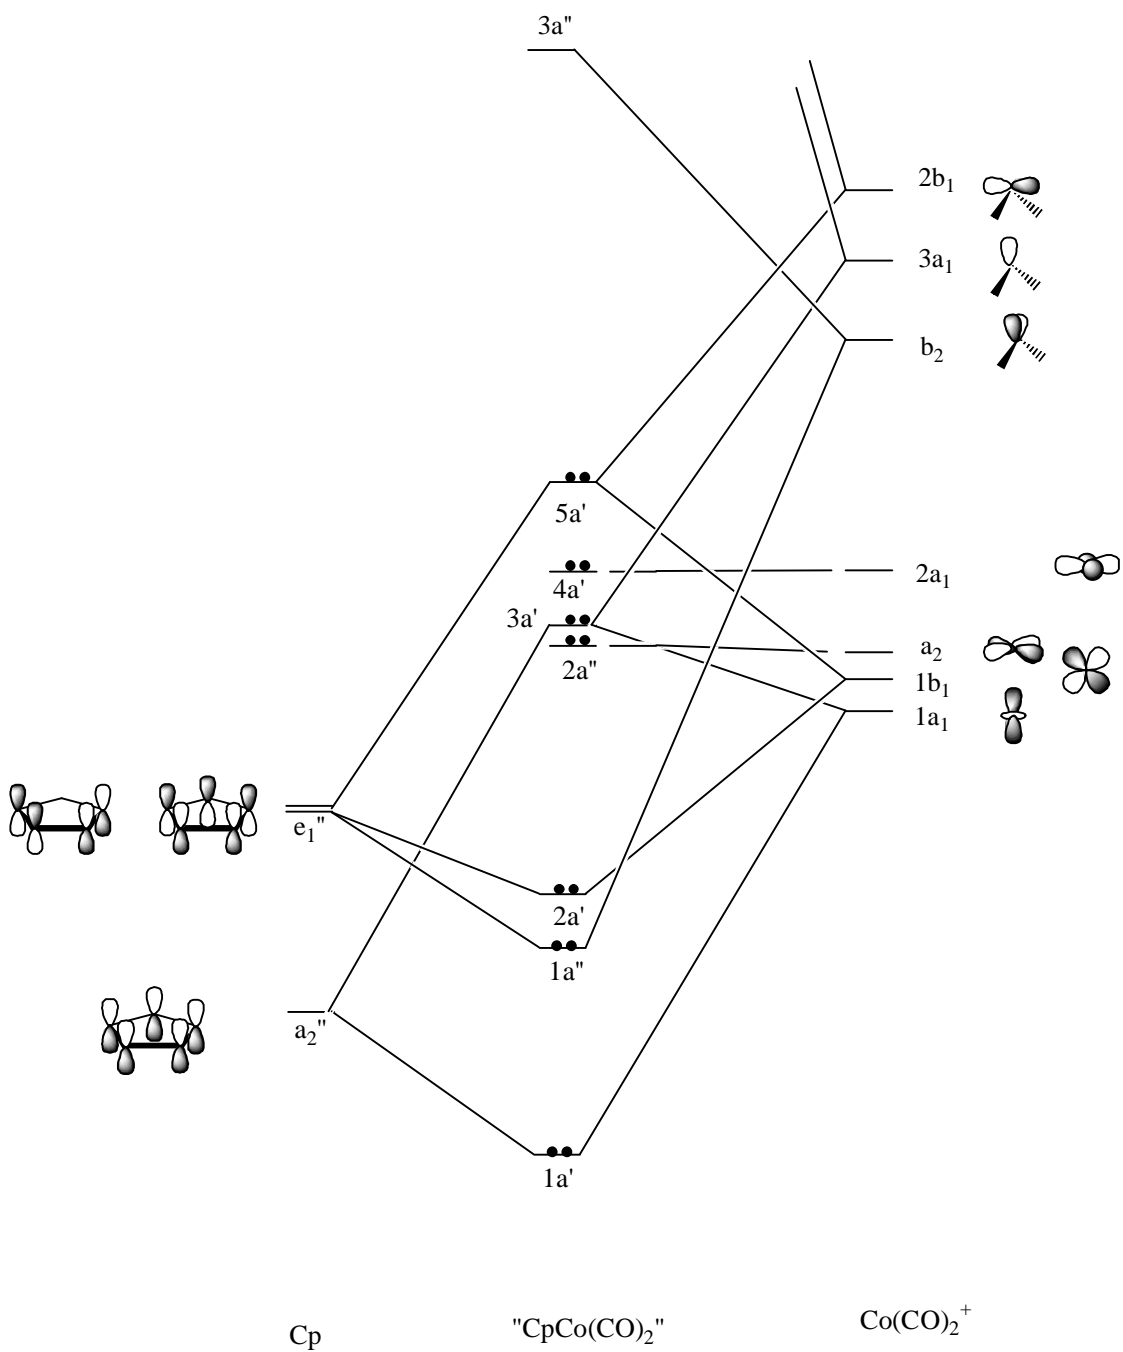 3a"
2b₁
3a₁
b₂
5a'
4a'
2a₁
3a'
a₂
2a"
1b₁
1a₁
e₁"
2a'
1a"
a₂"
1a'
Cp "CpCo(CO)₂" Co(CO)₂⁺